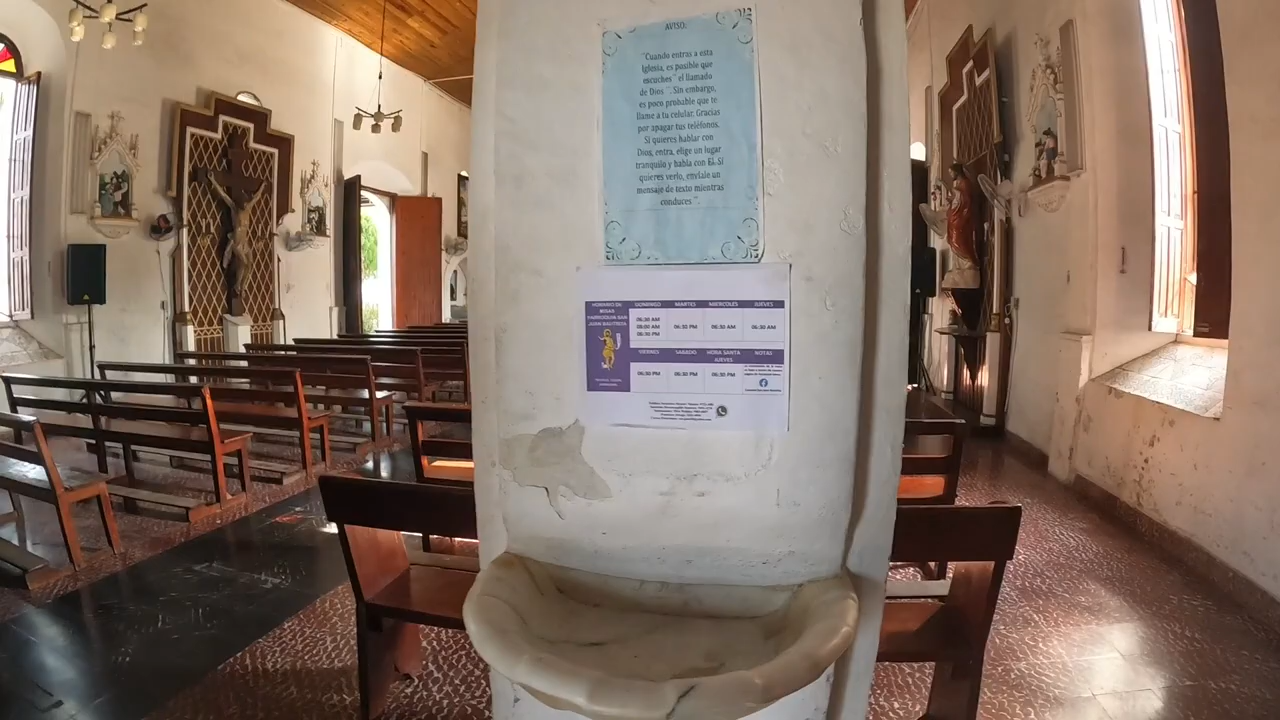 AVISO.
"Cuando entras a esta
Iglesia, es posible que
escuches " el llamado
de Dios ". Sin embargo,
es poco probable que te
llame a tu celular. Gracias
por apagar tus teléfonos.
Si quieres hablar con
Dios, entra, elige un lugar
tranquilo y habla con El. Si
quieres verlo, envíale un
mensaje de texto mientras
conduces ".
HORARIO DE
MISAS
PARROQUIA SAN
JUAN BAUTISTA
DOMINGO MARTES MIERCOLES JUEVES
06:30 AM
08:00 AM
06:30 PM
06:30 PM
06:30 AM
06:30 AM
VIERNES SABADO HORA SANTA
JUEVES
NOTAS
06:30 PM
06:30 PM
06:30 PM